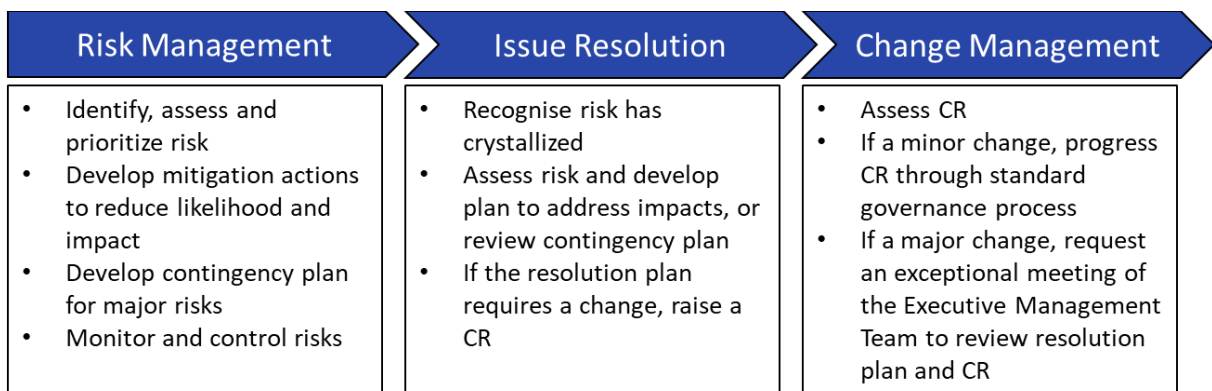 Risk Management
• Identify, assess and
prioritize risk
• Develop mitigation actions
to reduce likelihood and
impact
• Develop contingency plan
for major risks
• Monitor and control risks
Issue Resolution
• Recognise risk has
crystallized
• Assess risk and develop
plan to address impacts, or
review contingency plan
• If the resolution plan
requires a change, raise a
CR
Change Management
• Assess CR
• If a minor change, progress
CR through standard
governance process
• If a major change, request
an exceptional meeting of
the Executive Management
Team to review resolution
plan and CR